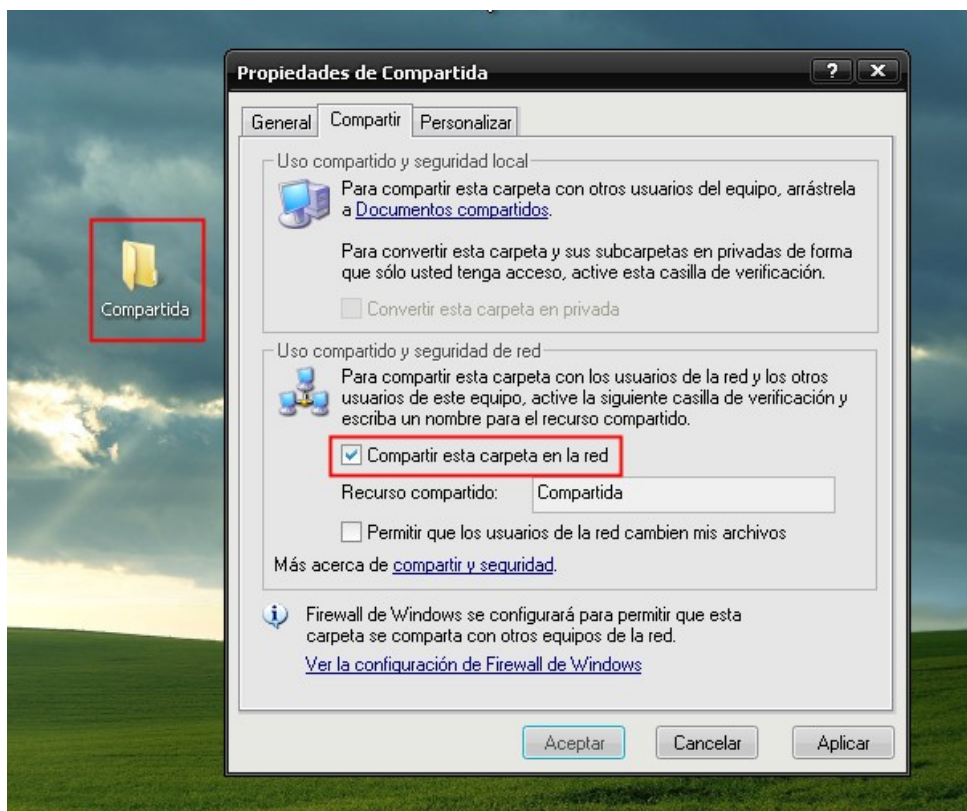 Propiedades de Compartida
General Compartir Personalizar
Uso compartido y seguridad local
Para compartir esta carpeta con otros usuarios del equipo, arrástrela
a Documentos compartidos.
Para convertir esta carpeta y sus subcarpetas en privadas de forma
que sólo usted tenga acceso, active esta casilla de verificación.
Convertir esta carpeta en privada
Compartida
Uso compartido y seguridad de red
Para compartir esta carpeta con los usuarios de la red y los otros
usuarios de este equipo, active la siguiente casilla de verificación y
escriba un nombre para el recurso compartido.
Compartir esta carpeta en la red
Recurso compartido: Compartida
Permitir que los usuarios de la red cambien mis archivos
Más acerca de compartir y seguridad.
Firewall de Windows se configurará para permitir que esta
carpeta se comparta con otros equipos de la red.
Ver la configuración de Firewall de Windows
Aceptar Cancelar Aplicar